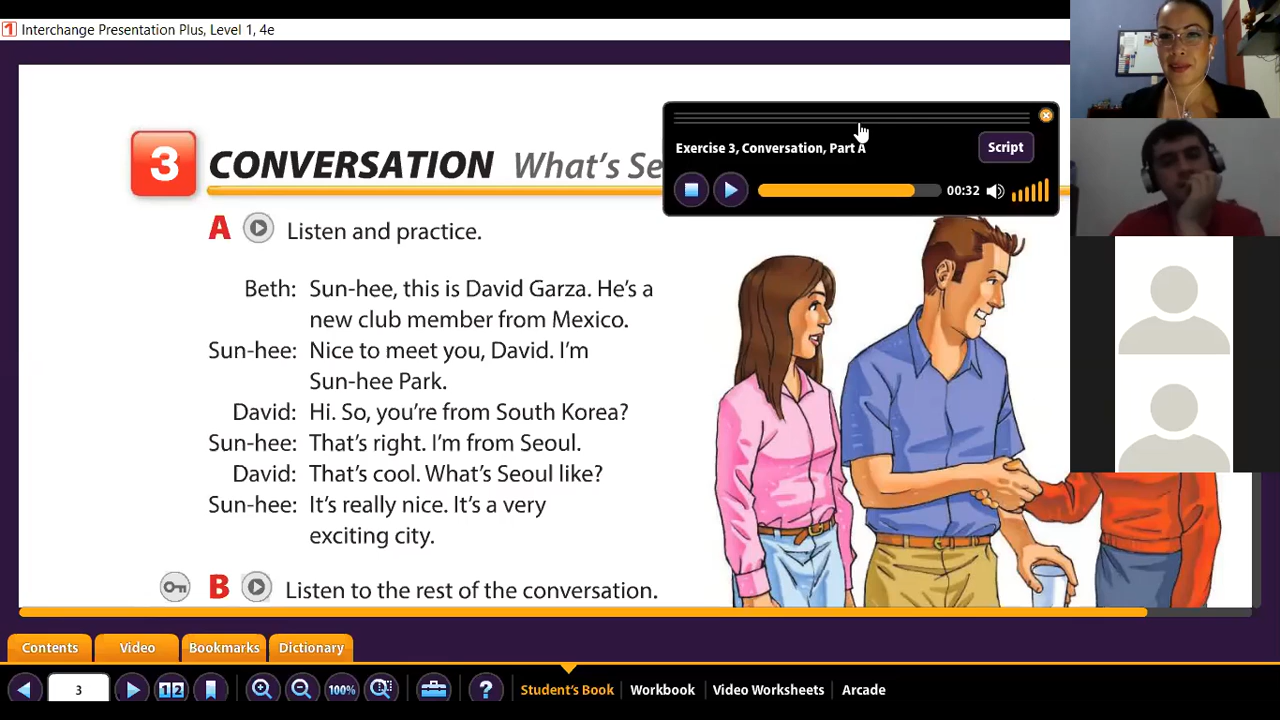 Interchange Presentation Plus, Level 1, 4e
3 CONVERSATION What's Se
Exercise 3, Conversation, Part A
Script
00:32
A Listen and practice.
Beth: Sun-hee, this is David Garza. He's a
new club member from Mexico.
Sun-hee: Nice to meet you, David. I'm
Sun-hee Park.
David: Hi. So, you're from South Korea?
Sun-hee: That's right. I'm from Seoul.
David: That's cool. What's Seoul like?
Sun-hee: It's really nice. It's a very
exciting city.
B Listen to the rest of the conversation.
Contents Video Bookmarks Dictionary
3 12 100% ? Student's Book Workbook Video Worksheets Arcade